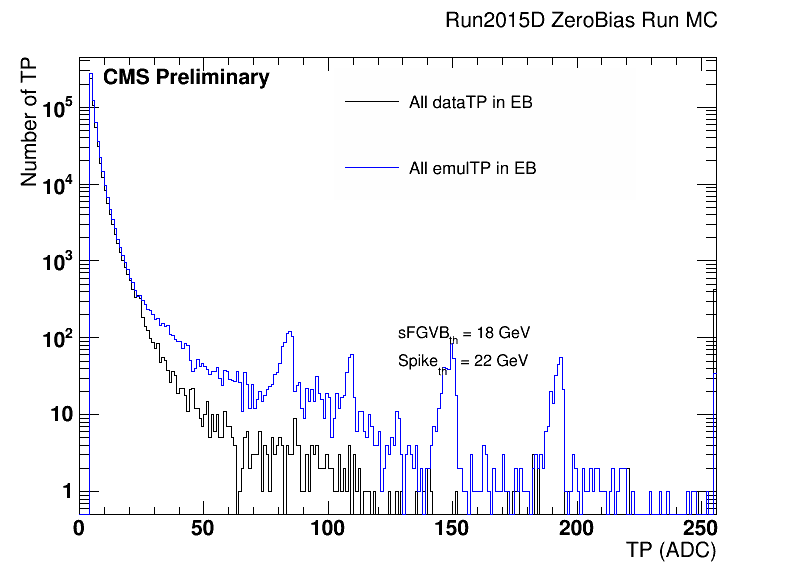 Run2015D ZeroBias Run MC
CMS Preliminary
Number of TP
All dataTP in EB
All emulTP in EB
sFGVB_th = 18 GeV
Spike_th = 22 GeV
10^5
10^4
10^3
10^2
10
1
0 50 100 150 200 250
TP (ADC)